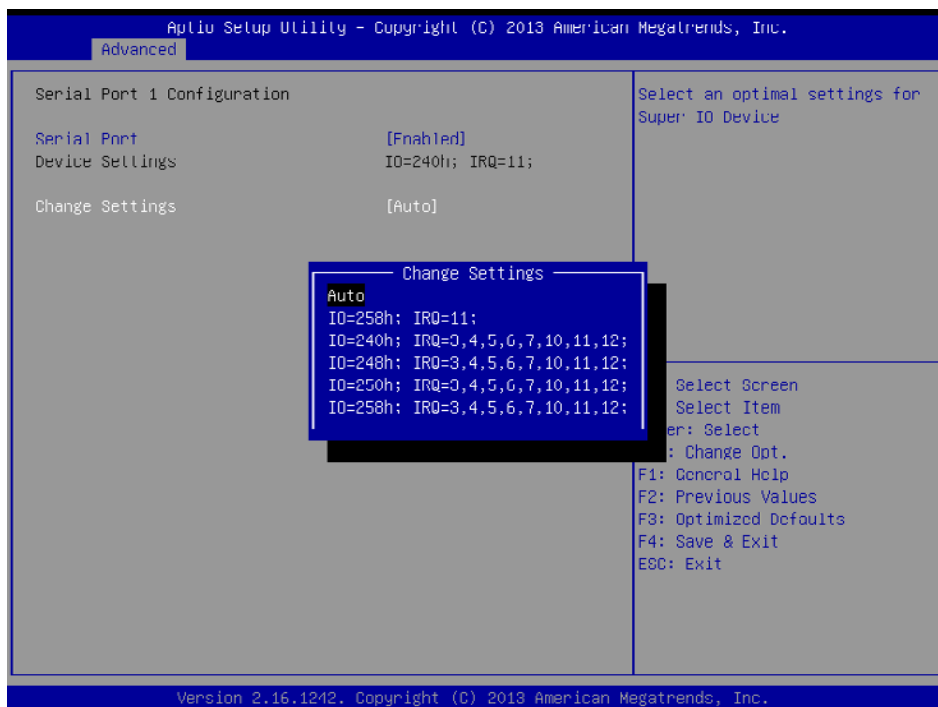 Aptio Setup Utility – Copyright (C) 2013 American Megatrends, Inc.
Advanced
Serial Port 1 Configuration
Serial Port [Enabled]
Device Settings IO=240h; IRQ=11;
Change Settings [Auto]
Select an optimal settings for
Super IO Device
Change Settings
Auto
IO=258h; IRQ=11;
IO=240h; IRQ=3,4,5,6,7,10,11,12;
IO=248h; IRQ=3,4,5,6,7,10,11,12;
IO=250h; IRQ=3,4,5,6,7,10,11,12;
IO=258h; IRQ=3,4,5,6,7,10,11,12;
Select Screen
Select Item
er: Select
: Change Opt.
F1: General Help
F2: Previous Values
F3: Optimized Defaults
F4: Save & Exit
ESC: Exit
Version 2.16.1242. Copyright (C) 2013 American Megatrends, Inc.